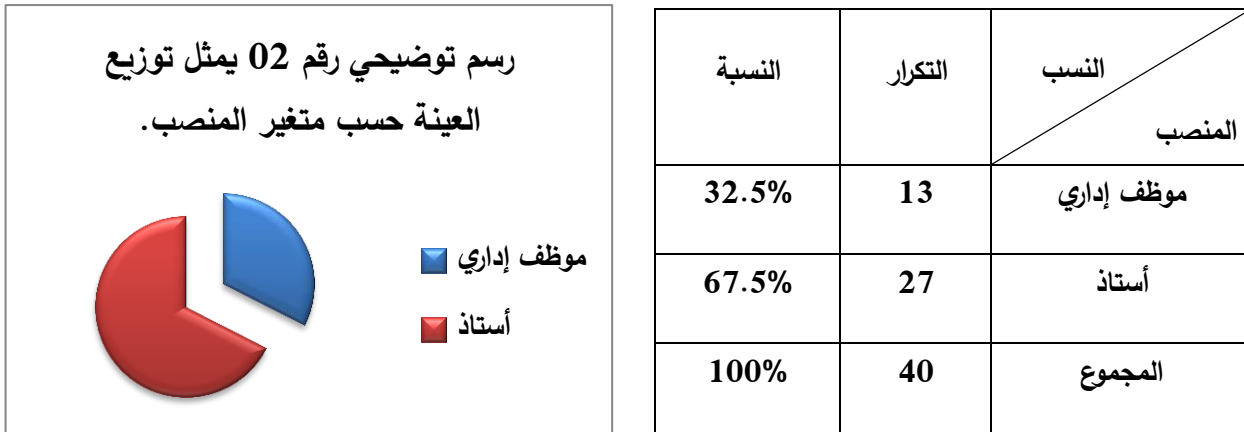 رسم توضيحي رقم 02 يمثل توزيع
العينة حسب متغير المنصب.
موظف إداري
أستاذ
النسب
المنصب
التكرار
النسبة
موظف إداري 13 32.5%
أستاذ 27 67.5%
المجموع 40 100%